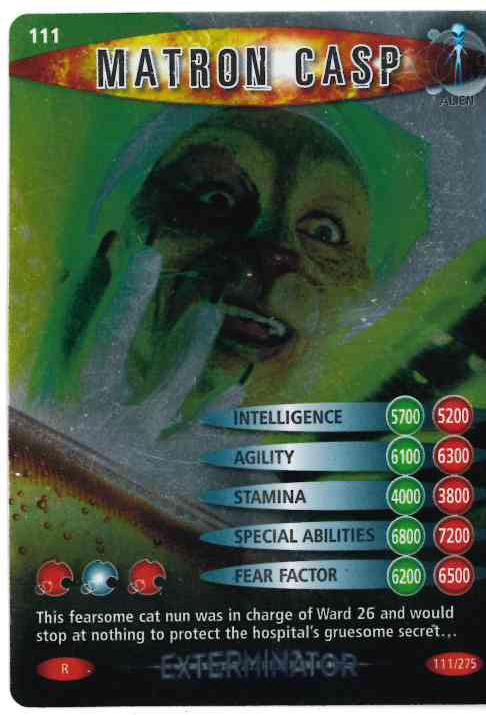 111
MATRON CASP
ALIEN
INTELLIGENCE 5700 5200
AGILITY 6100 6300
STAMINA 4000 3800
SPECIAL ABILITIES 6800 7200
FEAR FACTOR 6200 6500
This fearsome cat nun was in charge of Ward 26 and would
stop at nothing to protect the hospital's gruesome secret...
R EXTERMINATOR 111/275